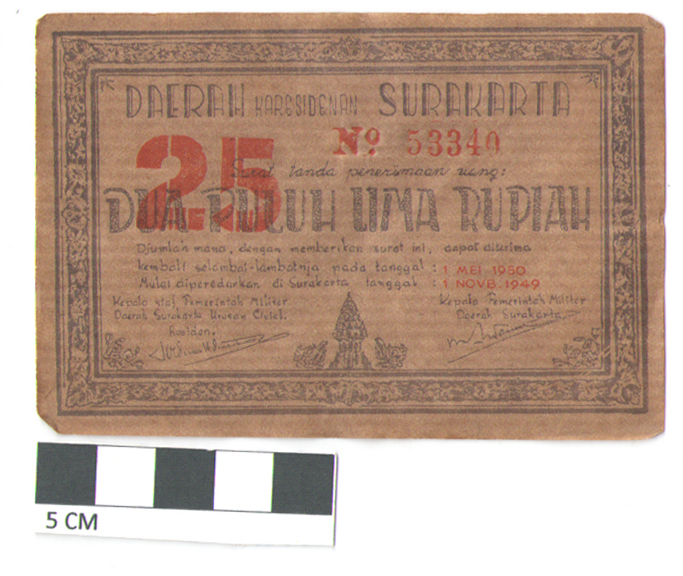 DAERAH KARESIDENAN SURAKARTA
25
No 53340
Surat tanda penerimaan uang:
DUA PULUH LIMA RUPIAH
Djumlah mana, dengan memberikan surat ini, dapat diterima
kembali selambat-lambatnja pada tanggal : 1 MEI 1950
Mulai diperedarkan di Surakarta tanggal : 1 NOVB. 1949
Kepala staf Pemerintah Militer
Daerah Surakarta Urusan Civiel.
Residen.
Kepala Pemerintah Militer
Daerah Surakarta.
5 CM